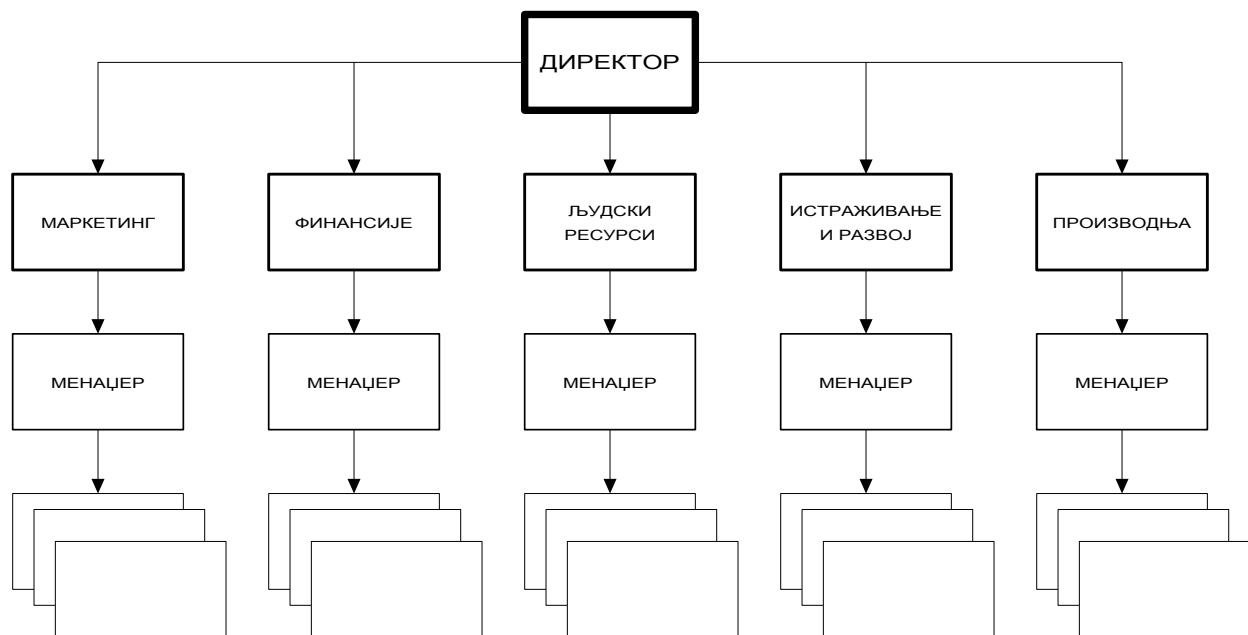 ДИРЕКТОР
МАРКЕТИНГ
ФИНАНСИЈЕ
ЉУДСКИ
РЕСУРСИ
ИСТРАЖИВАЊЕ
И РАЗВОЈ
ПРОИЗВОДЊА
МЕНАЏЕР
МЕНАЏЕР
МЕНАЏЕР
МЕНАЏЕР
МЕНАЏЕР